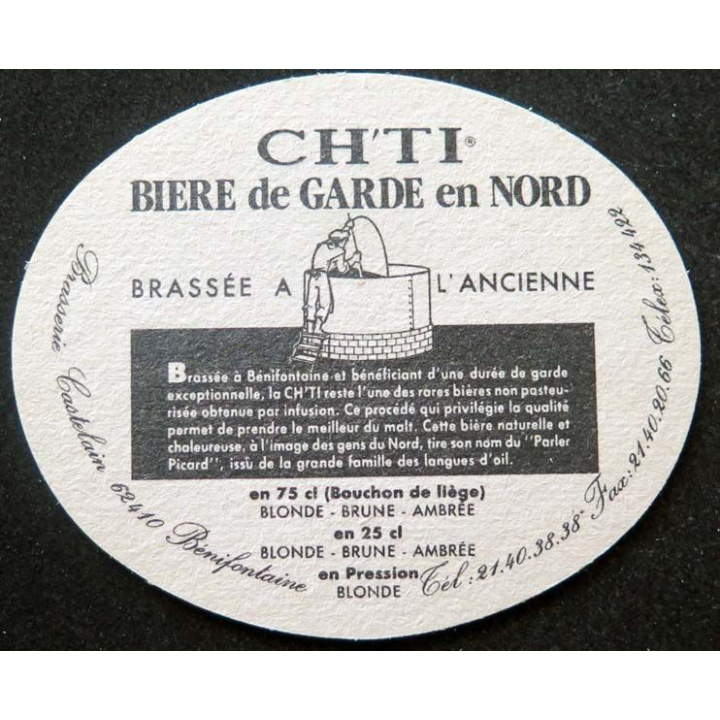 CH'TI®
BIERE de GARDE en NORD
BRASSÉE A L'ANCIENNE
Brassée à Bénifontaine et bénéficiant d'une durée de garde
exceptionnelle, la CH'TI reste l'une des rares bières non pasteu-
risée obtenue par infusion. Ce procédé qui privilégie la qualité
permet de prendre le meilleur du malt. Cette bière naturelle et
chaleureuse, à l'image des gens du Nord, tire son nom du "Parler
Picard", issu de la grande famille des langues d'oil.
en 75 cl (Bouchon de liège)
BLONDE - BRUNE - AMBRÉE
en 25 cl
BLONDE - BRUNE - AMBRÉE
en Pression
BLONDE
Brasserie Castelain 62410 Bénifontaine
Tél : 21.40.38.38 - Fax : 21.40.20.66 Télex : 134 422